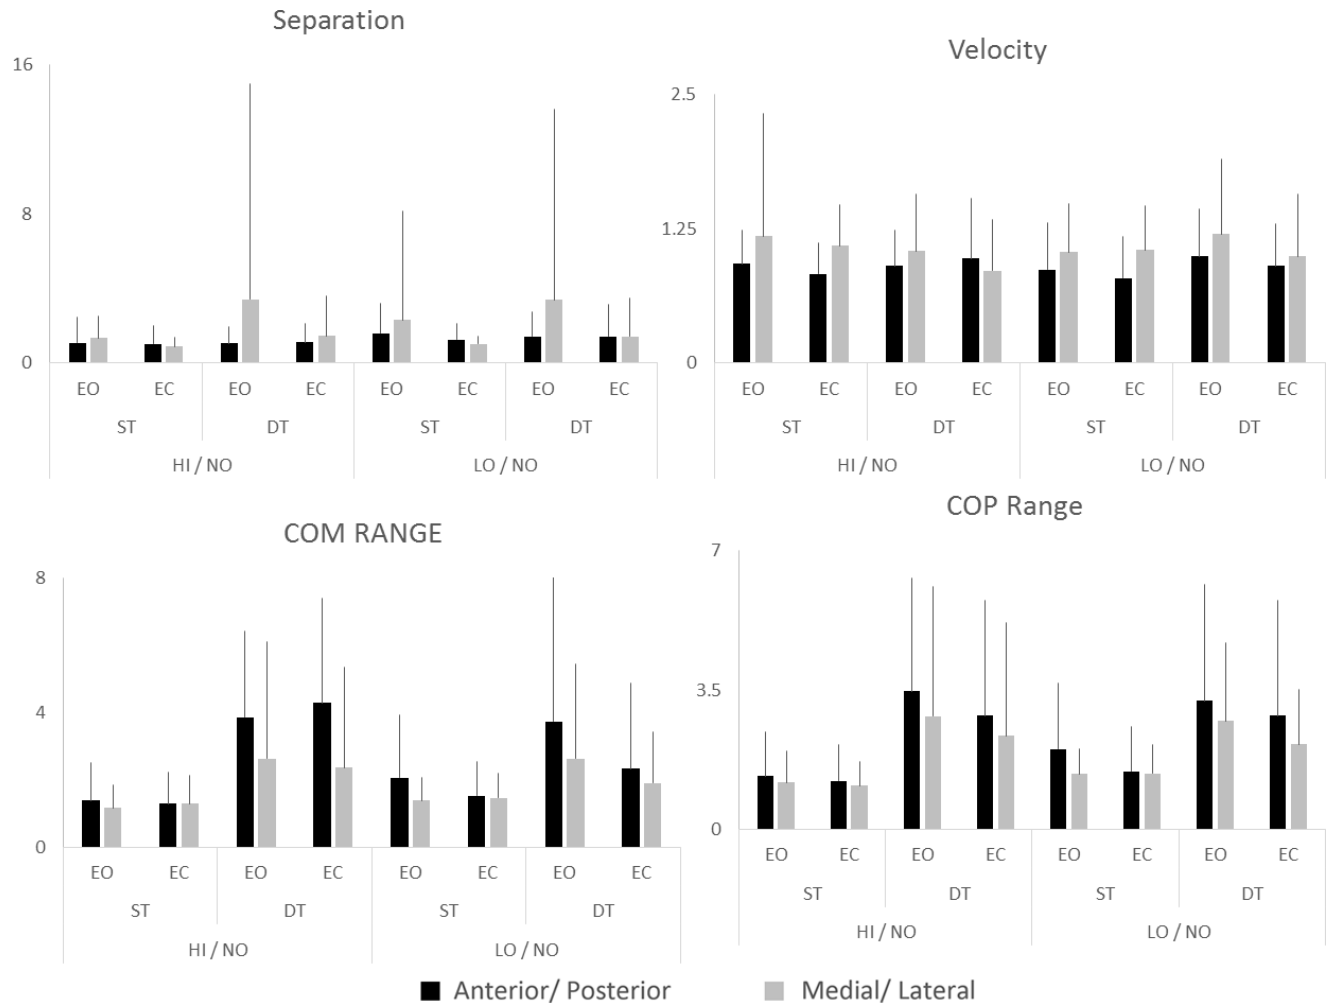 Separation
16
8
0
EO EC EO EC EO EC EO EC
ST DT ST DT
HI / NO LO / NO
Velocity
2.5
1.25
0
EO EC EO EC EO EC EO EC
ST DT ST DT
HI / NO LO / NO
COM RANGE
8
4
0
EO EC EO EC EO EC EO EC
ST DT ST DT
HI / NO LO / NO
COP Range
7
3.5
0
EO EC EO EC EO EC EO EC
ST DT ST DT
HI / NO LO / NO
Anterior/ Posterior Medial/ Lateral